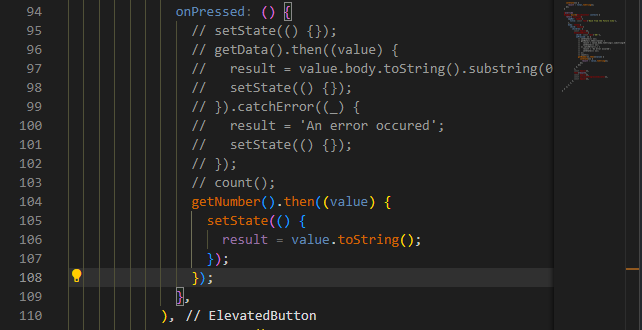 94 onPressed: () {
95 // setState(() {});
96 // getData().then((value) {
97 //   result = value.body.toString().substring(0
98 //   setState(() {});
99 // }).catchError((_) {
100 //   result = 'An error occured';
101 //   setState(() {});
102 // });
103 // count();
104 getNumber().then((value) {
105   setState(() {
106     result = value.toString();
107   });
108 });
109 },
110 ), // ElevatedButton